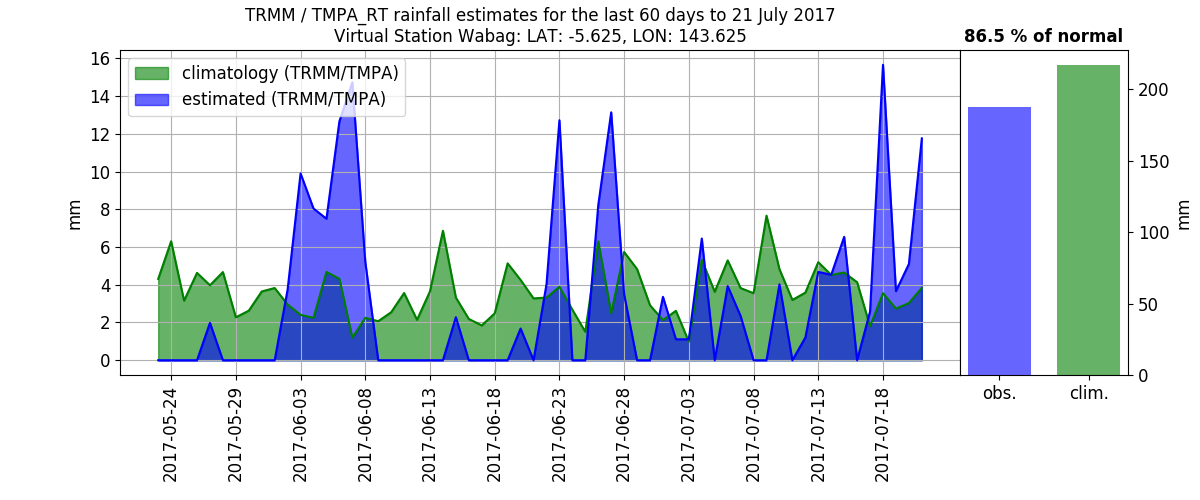 TRMM / TMPA_RT rainfall estimates for the last 60 days to 21 July 2017
Virtual Station Wabag: LAT: -5.625, LON: 143.625
86.5 % of normal
climatology (TRMM/TMPA)
estimated (TRMM/TMPA)
16
14
12
10
8
6
4
2
0
mm
2017-05-24
2017-05-29
2017-06-03
2017-06-08
2017-06-13
2017-06-18
2017-06-23
2017-06-28
2017-07-03
2017-07-08
2017-07-13
2017-07-18
200
150
100
50
0
mm
obs.
clim.